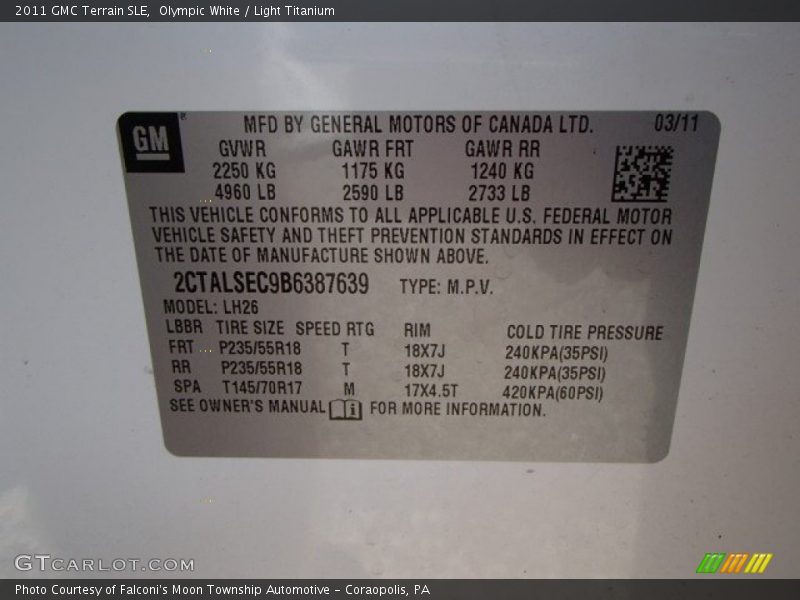 2011 GMC Terrain SLE, Olympic White / Light Titanium
GM ®
MFD BY GENERAL MOTORS OF CANADA LTD. 03/11
GVWR GAWR FRT GAWR RR
2250 KG 1175 KG 1240 KG
4960 LB 2590 LB 2733 LB
THIS VEHICLE CONFORMS TO ALL APPLICABLE U.S. FEDERAL MOTOR
VEHICLE SAFETY AND THEFT PREVENTION STANDARDS IN EFFECT ON
THE DATE OF MANUFACTURE SHOWN ABOVE.
2CTALSEC9B6387639 TYPE: M.P.V.
MODEL: LH26
LBBR TIRE SIZE SPEED RTG RIM COLD TIRE PRESSURE
FRT P235/55R18 T 18X7J 240KPA(35PSI)
RR P235/55R18 T 18X7J 240KPA(35PSI)
SPA T145/70R17 M 17X4.5T 420KPA(60PSI)
SEE OWNER'S MANUAL i FOR MORE INFORMATION.
GTCARLOT.COM
Photo Courtesy of Falconi's Moon Township Automotive - Coraopolis, PA